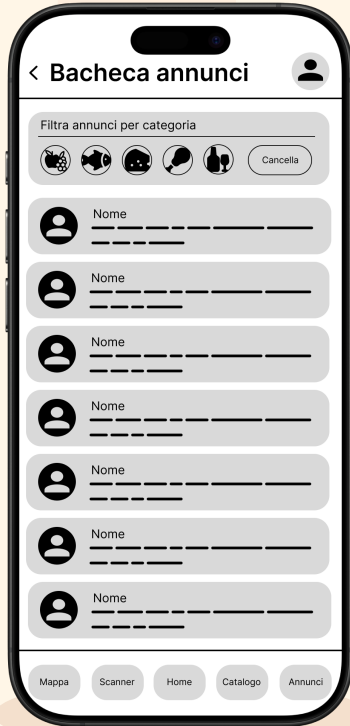 Bacheca annunci
Filtra annunci per categoria
Cancella
Nome
Nome
Nome
Nome
Nome
Nome
Nome
Mappa
Scanner
Home
Catalogo
Annunci